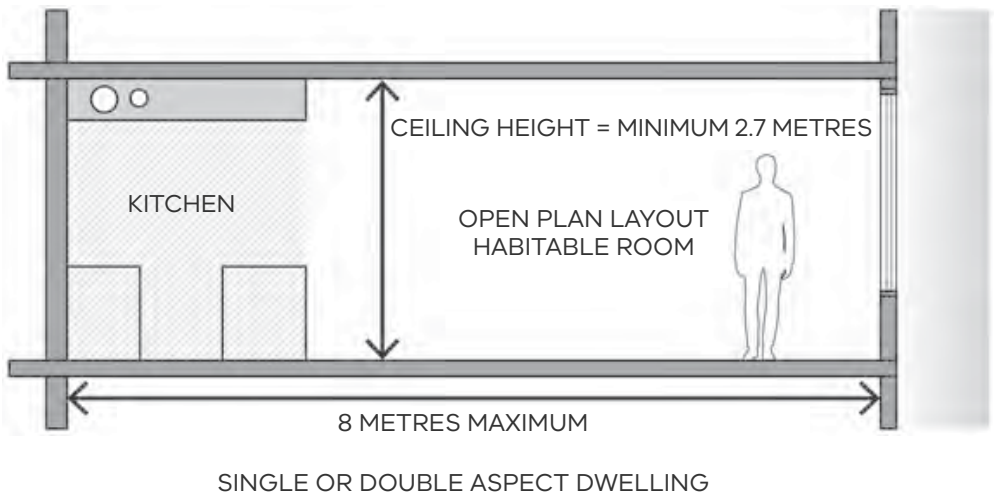 CEILING HEIGHT = MINIMUM 2.7 METRES
KITCHEN
OPEN PLAN LAYOUT
HABITABLE ROOM
8 METRES MAXIMUM
SINGLE OR DOUBLE ASPECT DWELLING